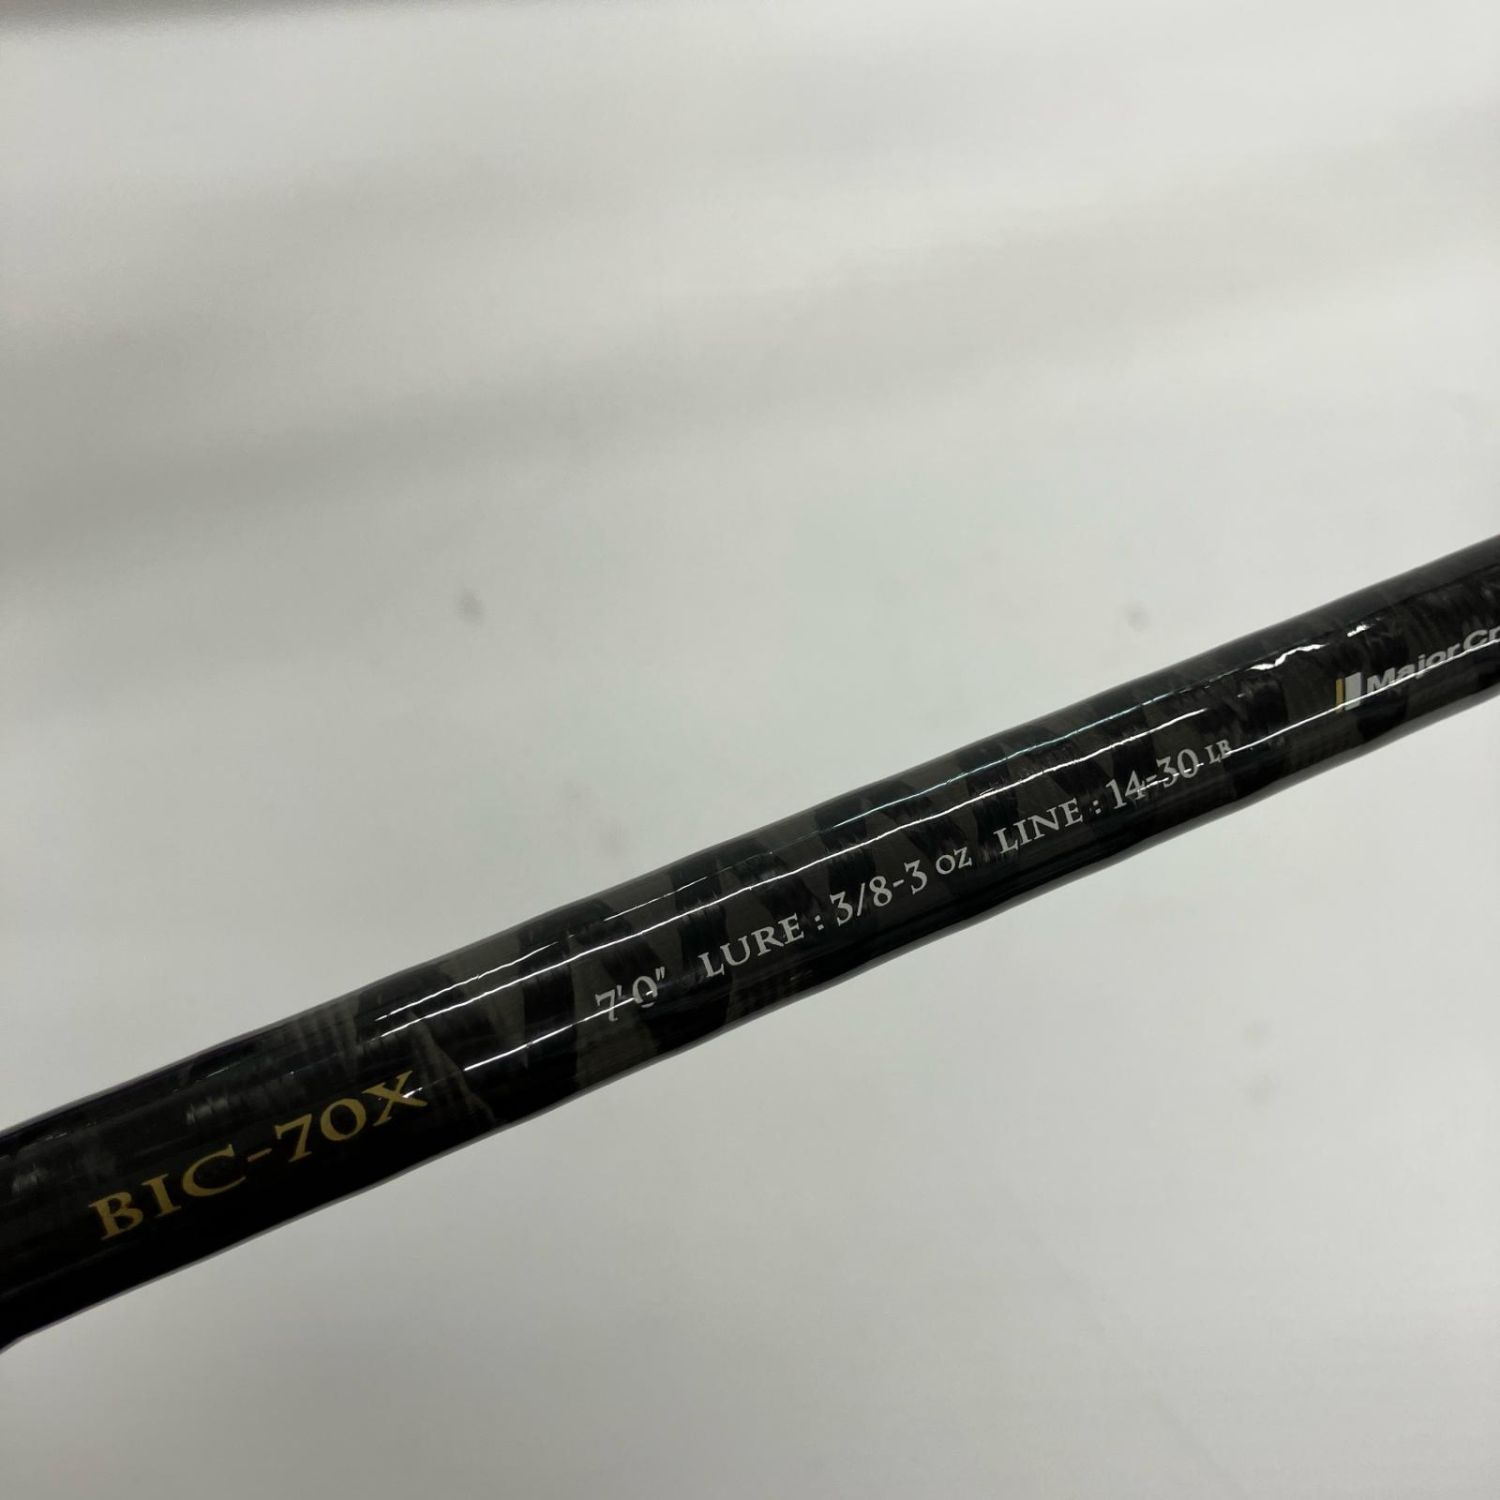 BIC-70X 7'0" LURE : 3/8-3 OZ LINE : 14-30 LB Major Cr